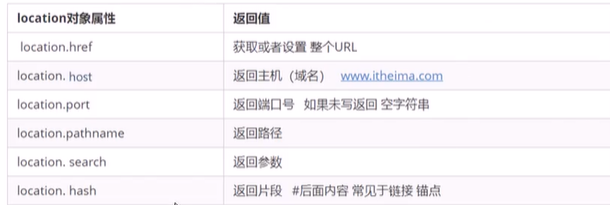 location对象属性 返回值
location.href 获取或者设置 整个URL
location. host 返回主机（域名） www.itheima.com
location.port 返回端口号 如果未写返回 空字符串
location.pathname 返回路径
location. search 返回参数
location. hash 返回片段 #后面内容 常见于链接 锚点